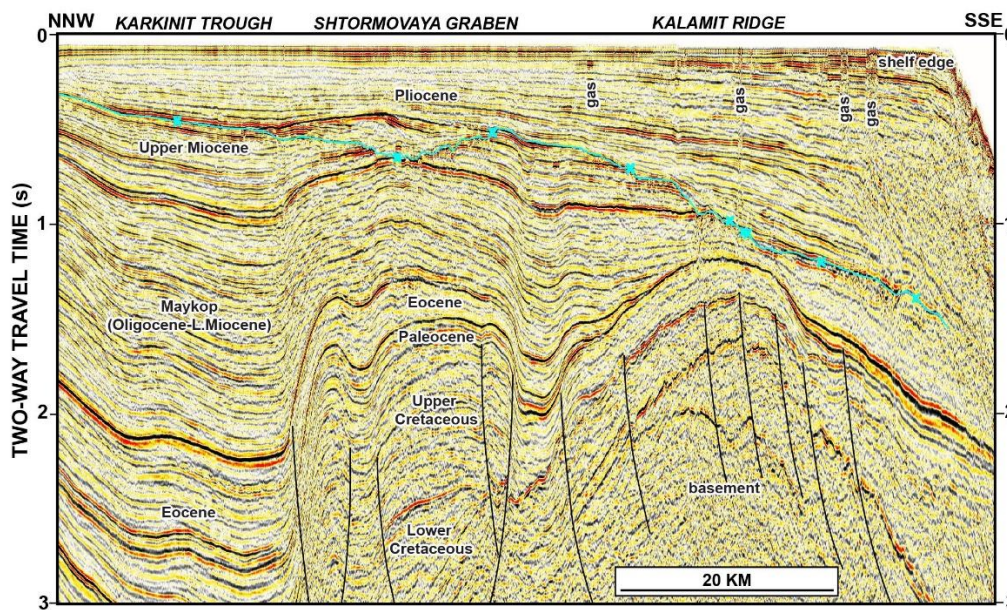 KARKINIT TROUGH SHTORMOVAYA GRABEN KALAMIT RIDGE
NNW SSE
0
shelf edge
gas
gas
gas
gas
Pliocene
Upper Miocene
1
TWO-WAY TRAVEL TIME (s)
Maykop
(Oligocene-L.Miocene)
Eocene
Paleocene
Upper
Cretaceous
2
2
basement
Eocene
Lower
Cretaceous
20 KM
3